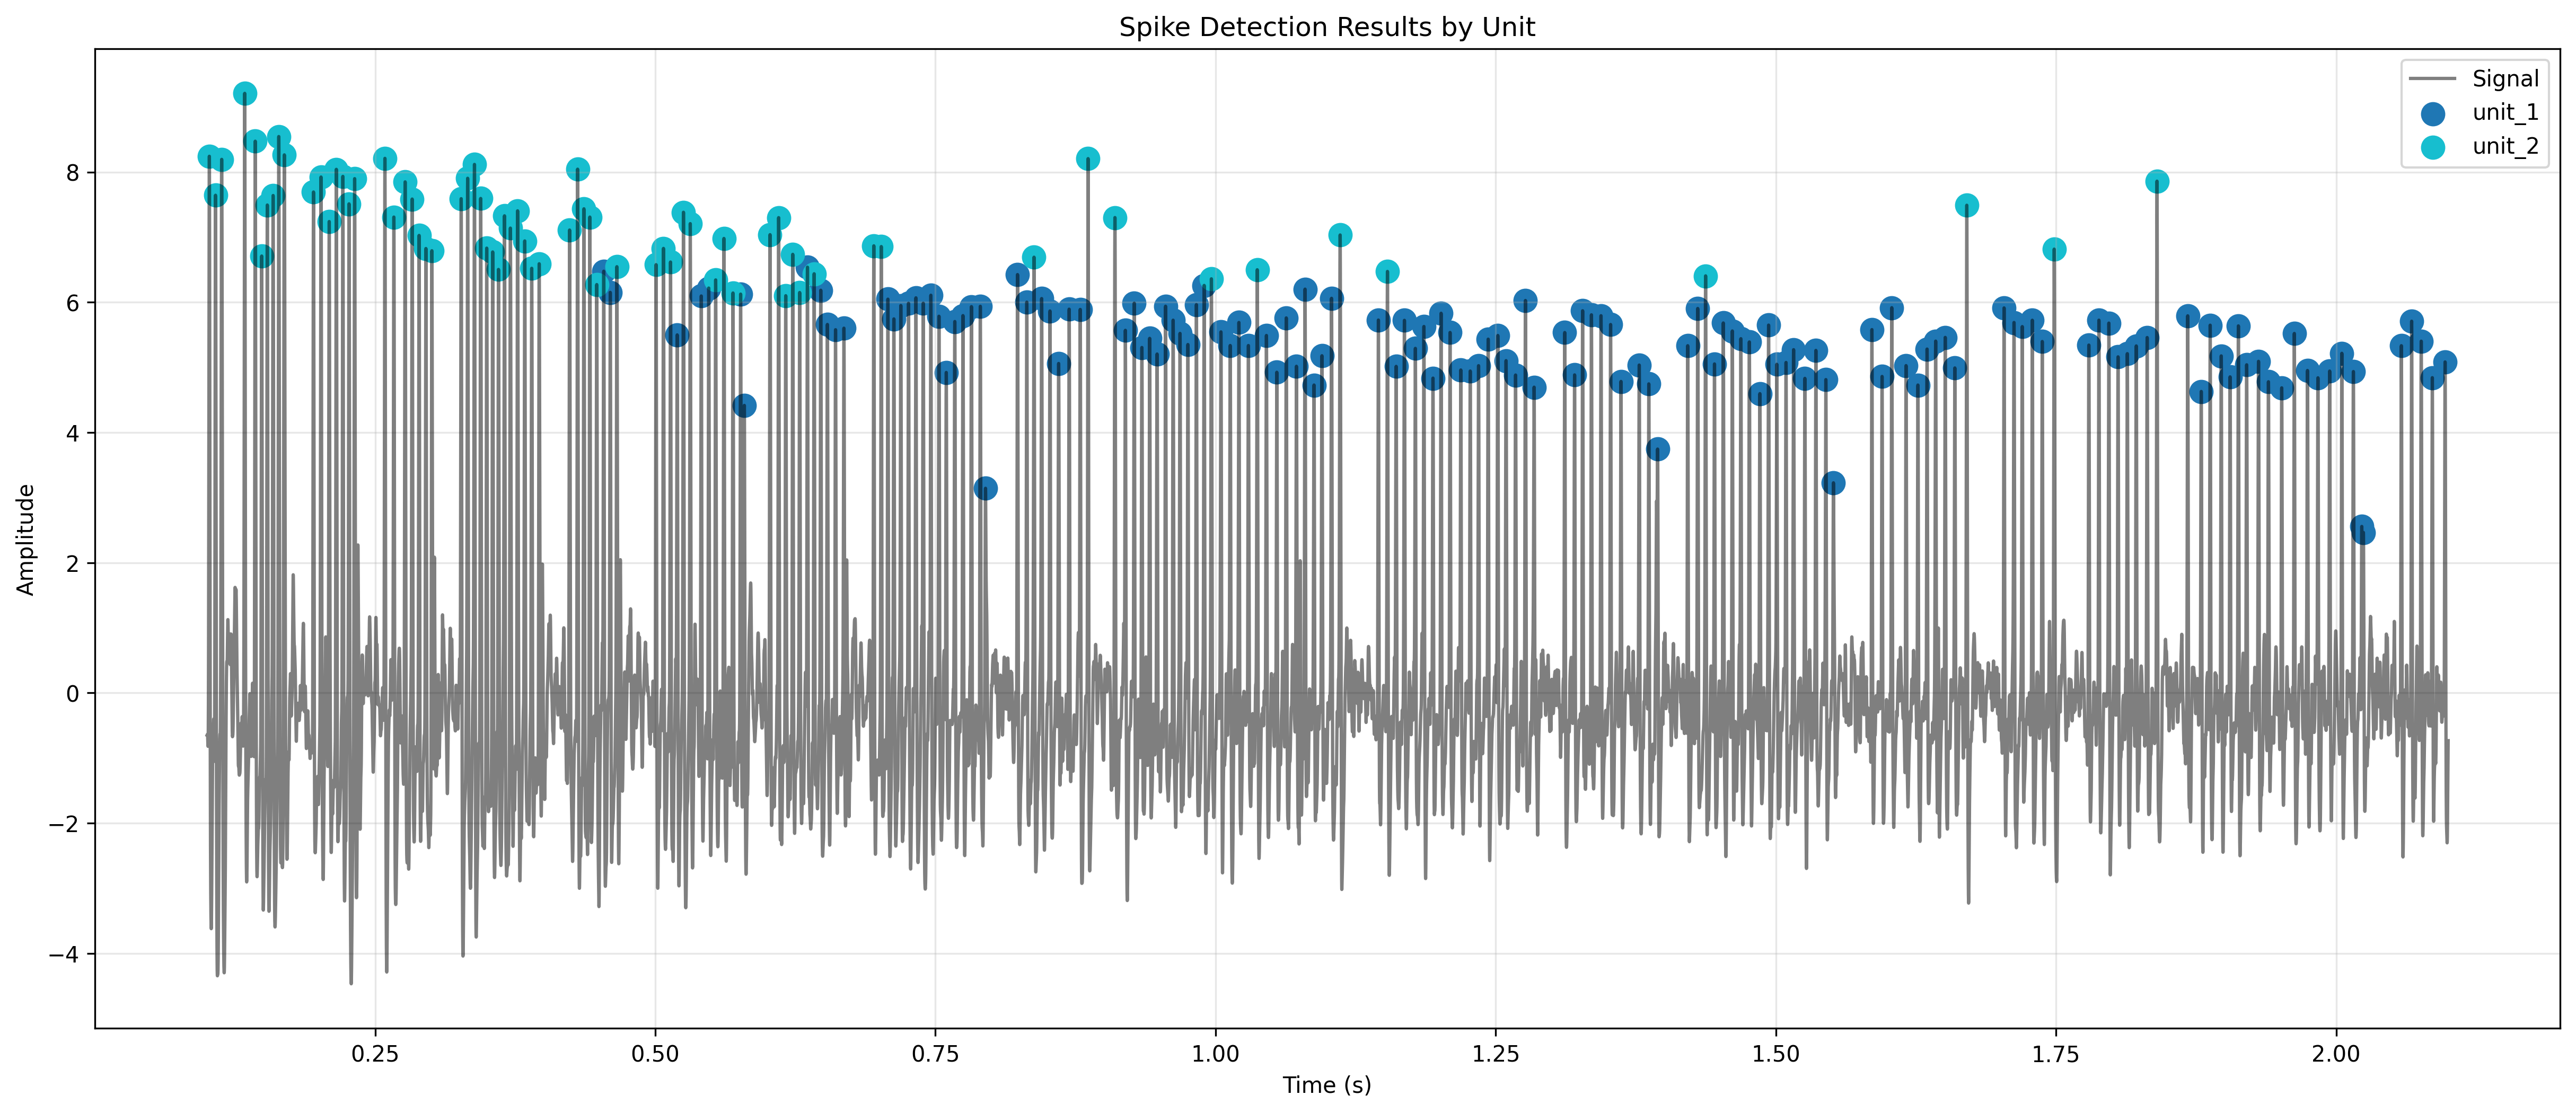 Spike Detection Results by Unit
Signal
unit_1
unit_2
Amplitude
8
6
4
2
0
−2
−4
0.25
0.50
0.75
1.00
1.25
1.50
1.75
2.00
Time (s)